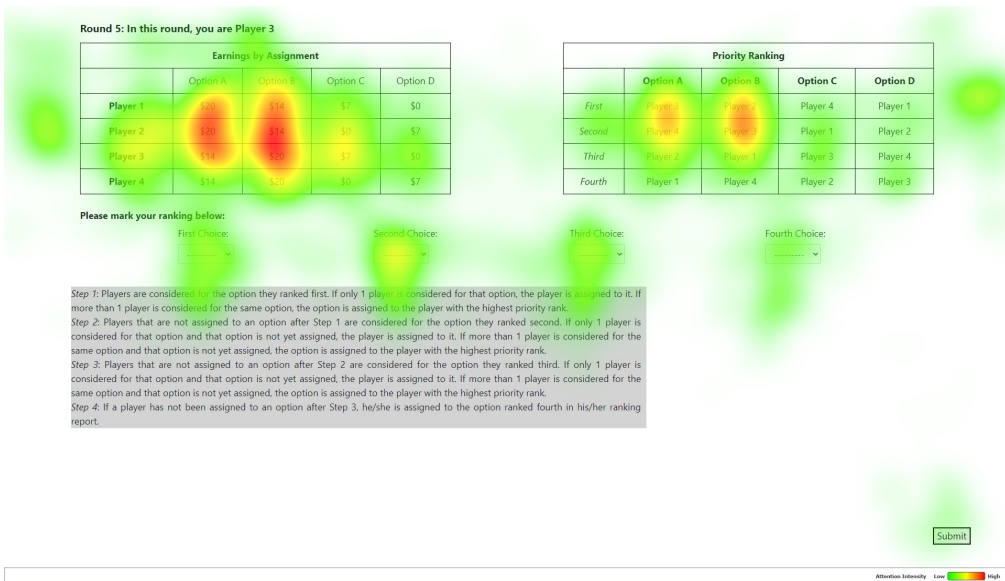 Round 5: In this round, you are Player 3
Earnings by Assignment
Option A Option B Option C Option D
Player 1 $20 $14 $7 $0
Player 2 $20 $14 $0 $7
Player 3 $14 $20 $7 $0
Player 4 $14 $20 $0 $7
Priority Ranking
Option A Option B Option C Option D
First Player 3 Player 2 Player 4 Player 1
Second Player 4 Player 3 Player 1 Player 2
Third Player 2 Player 1 Player 3 Player 4
Fourth Player 1 Player 4 Player 2 Player 3
Please mark your ranking below:
First Choice: Second Choice: Third Choice: Fourth Choice:
--------- --------- --------- ---------
Step 1: Players are considered for the option they ranked first. If only 1 player is considered for that option, the player is assigned to it. If
more than 1 player is considered for the same option, the option is assigned to the player with the highest priority rank.
Step 2: Players that are not assigned to an option after Step 1 are considered for the option they ranked second. If only 1 player is
considered for that option and that option is not yet assigned, the player is assigned to it. If more than 1 player is considered for the
same option and that option is not yet assigned, the option is assigned to the player with the highest priority rank.
Step 3: Players that are not assigned to an option after Step 2 are considered for the option they ranked third. If only 1 player is
considered for that option and that option is not yet assigned, the player is assigned to it. If more than 1 player is considered for the
same option and that option is not yet assigned, the option is assigned to the player with the highest priority rank.
Step 4: If a player has not been assigned to an option after Step 3, he/she is assigned to the option ranked fourth in his/her ranking
report.
Submit
Attention Intensity Low High